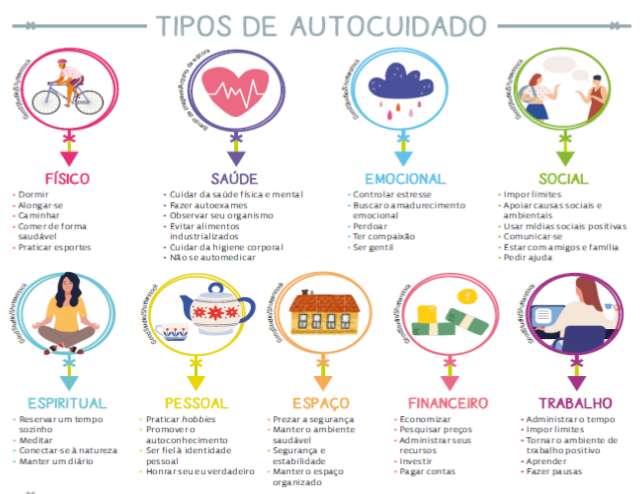 TIPOS DE AUTOCUIDADO
FÍSICO
• Dormir
• Alongar-se
• Caminhar
• Comer de forma
saudável
• Praticar esportes
SAÚDE
• Cuidar da saúde física e mental
• Fazer autoexames
• Observar seu organismo
• Evitar alimentos
industrializados
• Cuidar da higiene corporal
• Não se automedicar
EMOCIONAL
• Controlar estresse
• Buscar o amadurecimento
emocional
• Perdoar
• Ter compaixão
• Ser gentil
SOCIAL
• Impor limites
• Apoiar causas sociais e
ambientais
• Usar mídias sociais positivas
• Comunicar-se
• Estar com amigos e família
• Pedir ajuda
ESPIRITUAL
• Reservar um tempo
sozinho
• Meditar
• Conectar-se à natureza
• Manter um diário
PESSOAL
• Praticar hobbies
• Promover o
autoconhecimento
• Ser fiel à identidade
pessoal
• Honrar seu eu verdadeiro
ESPAÇO
• Prezar a segurança
• Manter o ambiente
saudável
• Segurança e
estabilidade
• Manter o espaço
organizado
FINANCEIRO
• Economizar
• Pesquisar preços
• Administrar seus
recursos
• Investir
• Pagar contas
TRABALHO
• Administrar o tempo
• Impor limites
• Tornar o ambiente de
trabalho positivo
• Aprender
• Fazer pausas